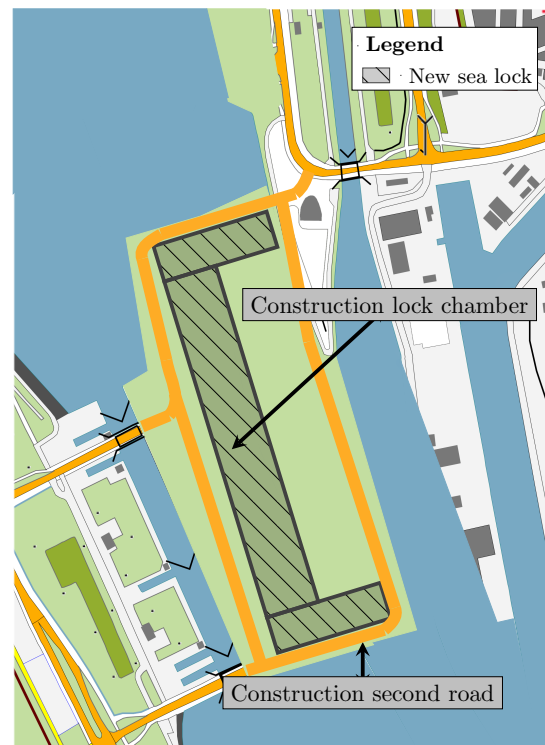 Legend
New sea lock
Construction lock chamber
Construction second road